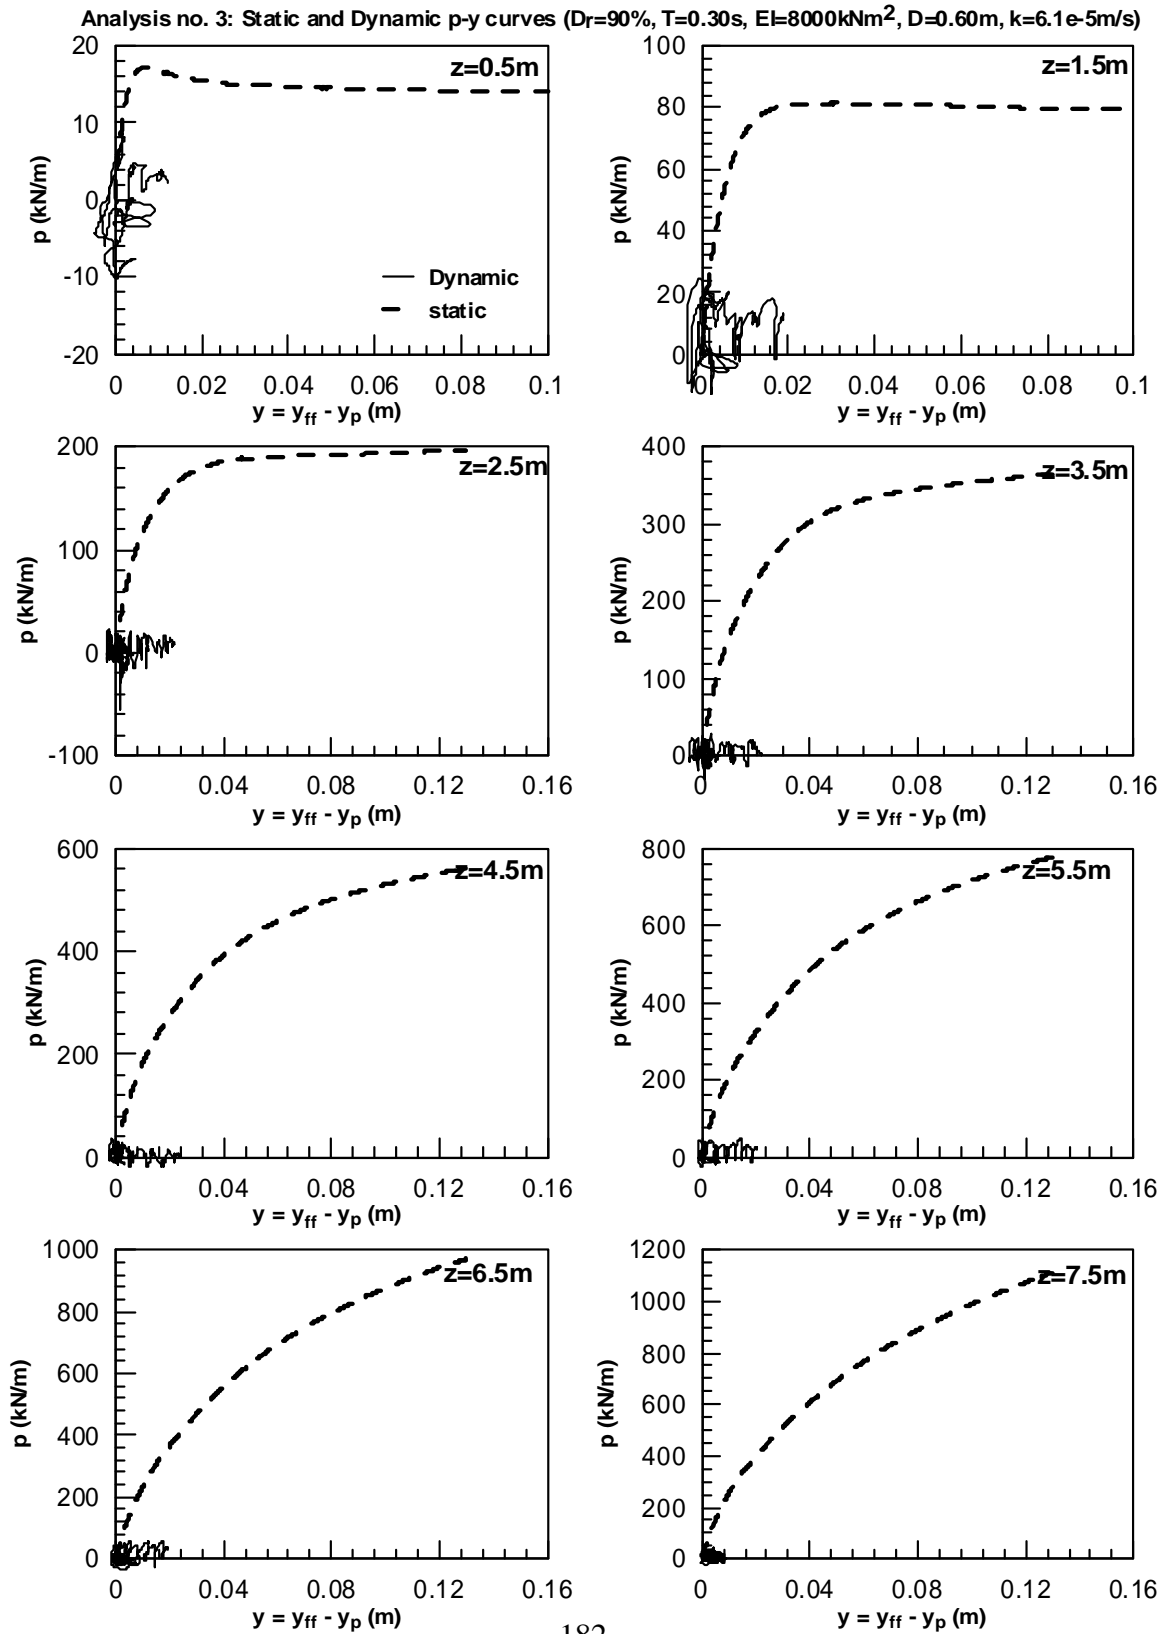 Analysis no. 3: Static and Dynamic p-y curves (Dr=90%, T=0.30s, EI=8000kNm², D=0.60m, k=6.1e-5m/s)
z=0.5m
p (kN/m)
20
10
0
-10
-20
Dynamic
static
0 0.02 0.04 0.06 0.08 0.1
y = yff - yp (m)
z=1.5m
p (kN/m)
100
80
60
40
20
0
0 0.02 0.04 0.06 0.08 0.1
y = yff - yp (m)
z=2.5m
p (kN/m)
200
100
0
-100
0 0.04 0.08 0.12 0.16
y = yff - yp (m)
z=3.5m
p (kN/m)
400
300
200
100
0
0 0.04 0.08 0.12 0.16
y = yff - yp (m)
z=4.5m
p (kN/m)
600
400
200
0
0 0.04 0.08 0.12 0.16
y = yff - yp (m)
z=5.5m
p (kN/m)
800
600
400
200
0
0 0.04 0.08 0.12 0.16
y = yff - yp (m)
z=6.5m
p (kN/m)
1000
800
600
400
200
0
0 0.04 0.08 0.12 0.16
y = yff - yp (m)
z=7.5m
p (kN/m)
1200
1000
800
600
400
200
0
0 0.04 0.08 0.12 0.16
y = yff - yp (m)
182